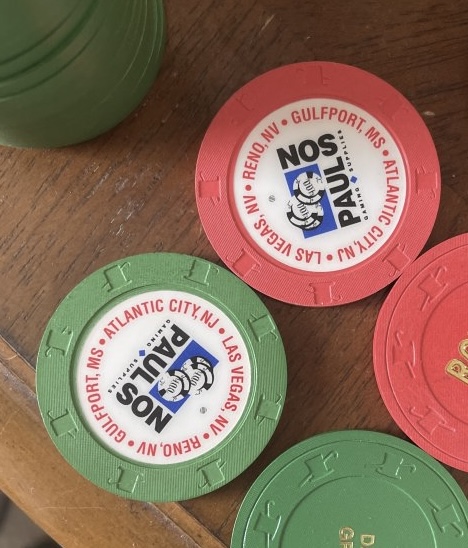 RENO, NV • GULFPORT, MS • ATLANTIC CITY, NJ • LAS VEGAS, NV •
PAUL
SON
GAMING SUPPLIES
®
GULFPORT, MS • ATLANTIC CITY, NJ • LAS VEGAS, NV • RENO, NV •
PAUL
SON
GAMING SUPPLIES
®